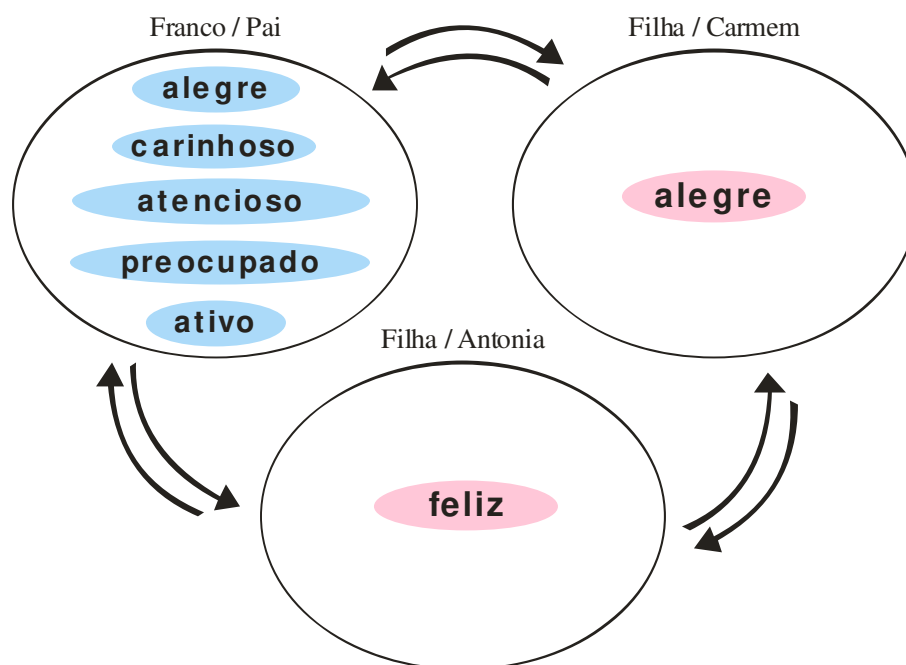 Franco / Pai
alegre
carinhoso
atencioso
preocupado
ativo
Filha / Carmem
alegre
Filha / Antonia
feliz